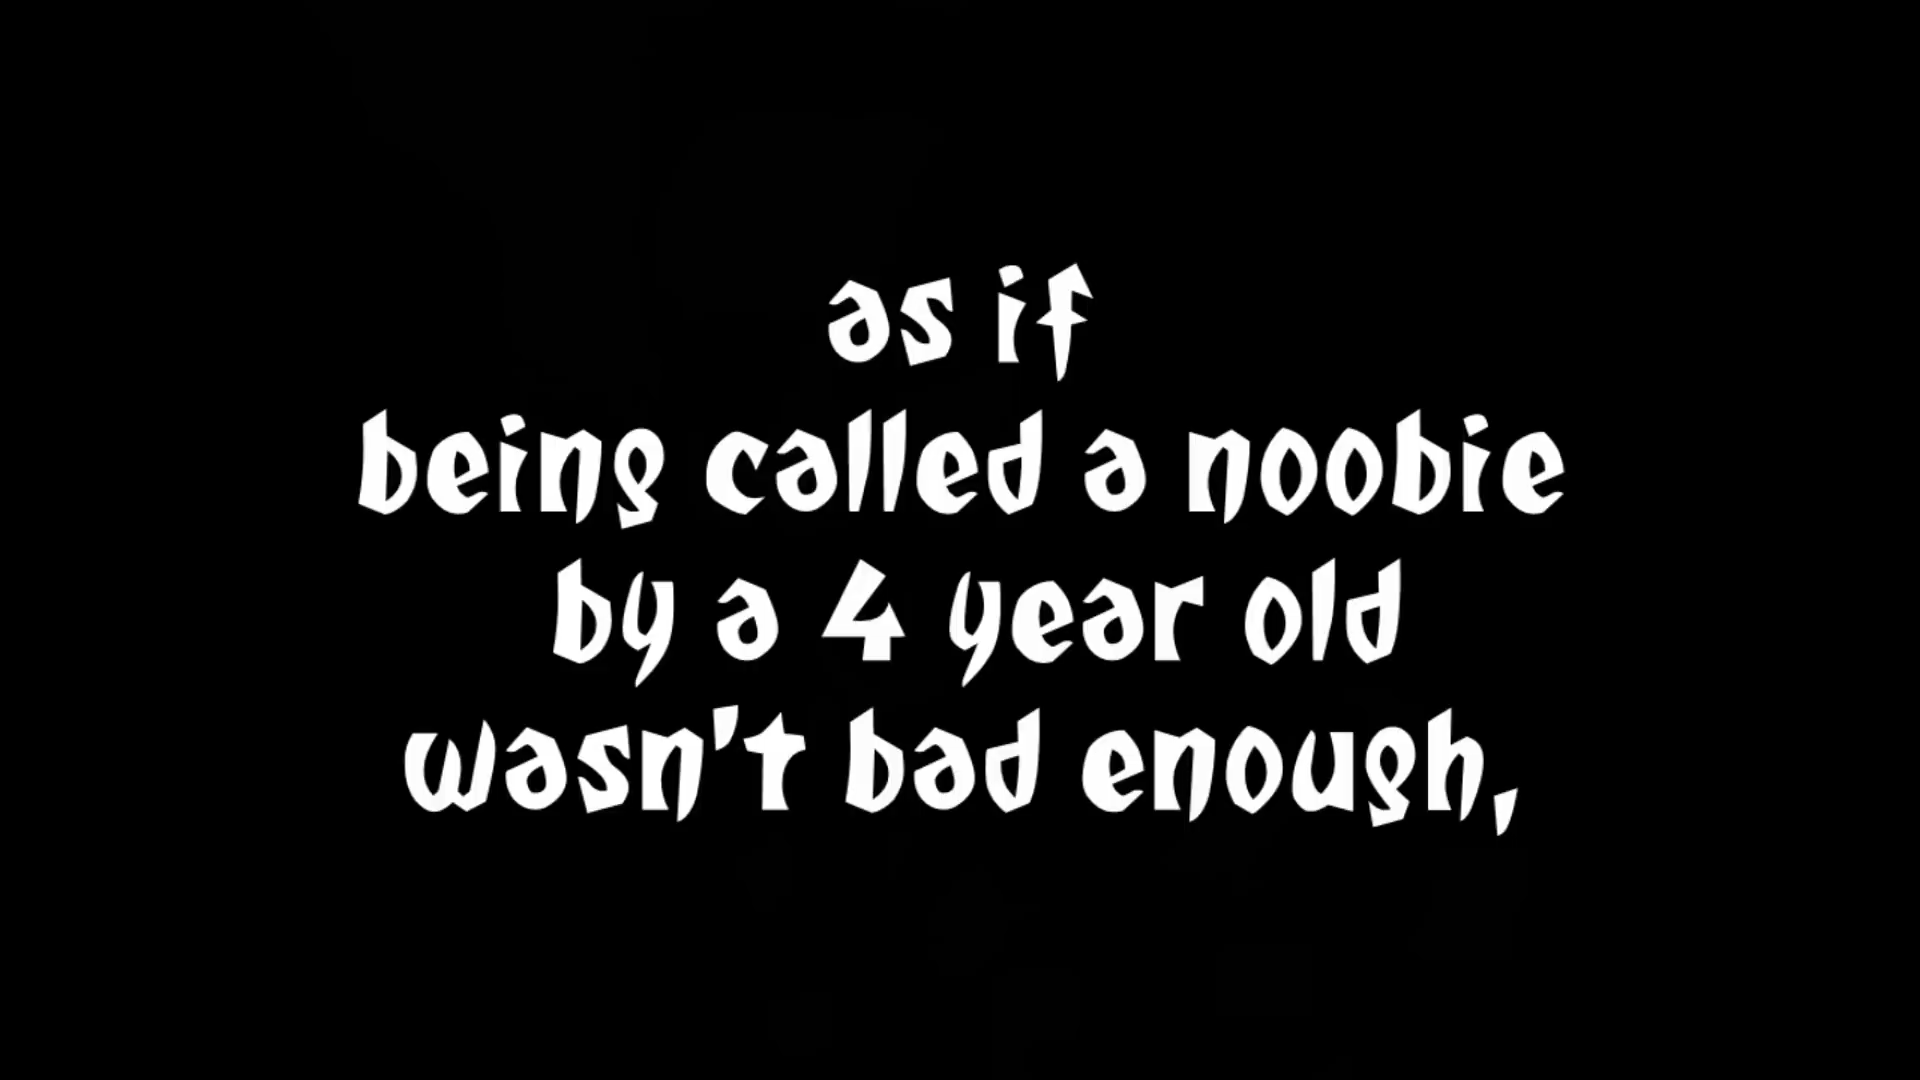 as if
being called a noobie
by a 4 year old
wasn't bad enough,